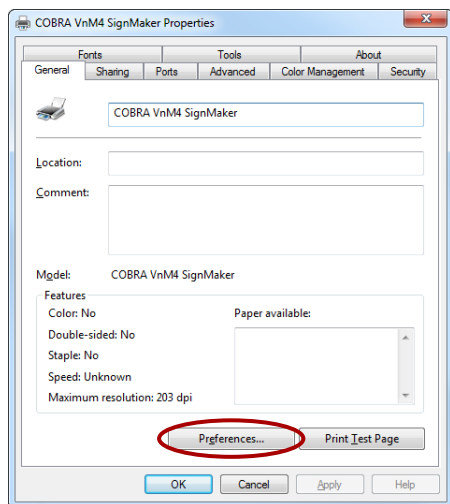 COBRA VnM4 SignMaker Properties
Fonts Tools About
General Sharing Ports Advanced Color Management Security
COBRA VnM4 SignMaker
Location:
Comment:
Model: COBRA VnM4 SignMaker
Features
Color: No Paper available:
Double-sided: No
Staple: No
Speed: Unknown
Maximum resolution: 203 dpi
Preferences... Print Test Page
OK Cancel Apply Help